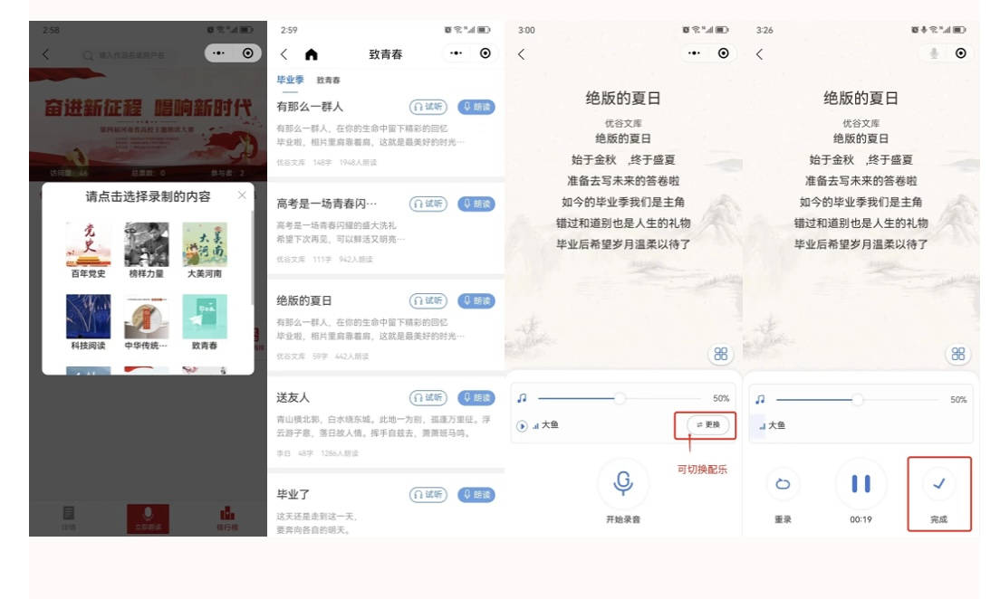 2:58
输入作品名或用户名
奋进新征程 唱响新时代
第四届河南省高校主题朗读大赛
访问量: 46
总票数: 0
参与者: 2
请点击选择录制的内容
党史
大美河南
百年党史
榜样力量
大美河南
科技阅读
中华传统…
致青春
详情
立即朗读
排行榜
2:59
致青春
毕业季
致青春
有那么一群人
试听
朗读
有那么一群人，在你的生命中留下精彩的回忆
毕业啦，相片里肩靠着肩，这就是最美好的时光…
优谷文库 148字 1948人朗读
高考是一场青春闪…
试听
朗读
高考是一场青春闪耀的盛大洗礼
希望下次再见，可以鲜活又明亮…
优谷文库 111字 942人朗读
绝版的夏日
试听
朗读
有那么一群人，在你的生命中留下精彩的回忆
毕业啦，相片里肩靠着肩，这就是最美好的时光…
优谷文库 59字 442人朗读
送友人
试听
朗读
青山横北郭，白水绕东城。此地一为别，孤蓬万里征。浮
云游子意，落日故人情。挥手自兹去，萧萧班马鸣。
李白 48字 1286人朗读
毕业了
试听
朗读
这天还是走到这一天，
要奔向各自的明天。
3:00
绝版的夏日
优谷文库
绝版的夏日
始于金秋 ,终于盛夏
准备去写未来的答卷啦
如今的毕业季我们是主角
错过和道别也是人生的礼物
毕业后希望岁月温柔以待了
50%
大鱼
更换
可切换配乐
开始录音
3:26
绝版的夏日
优谷文库
绝版的夏日
始于金秋 ,终于盛夏
准备去写未来的答卷啦
如今的毕业季我们是主角
错过和道别也是人生的礼物
毕业后希望岁月温柔以待了
50%
大鱼
重录
00:19
完成